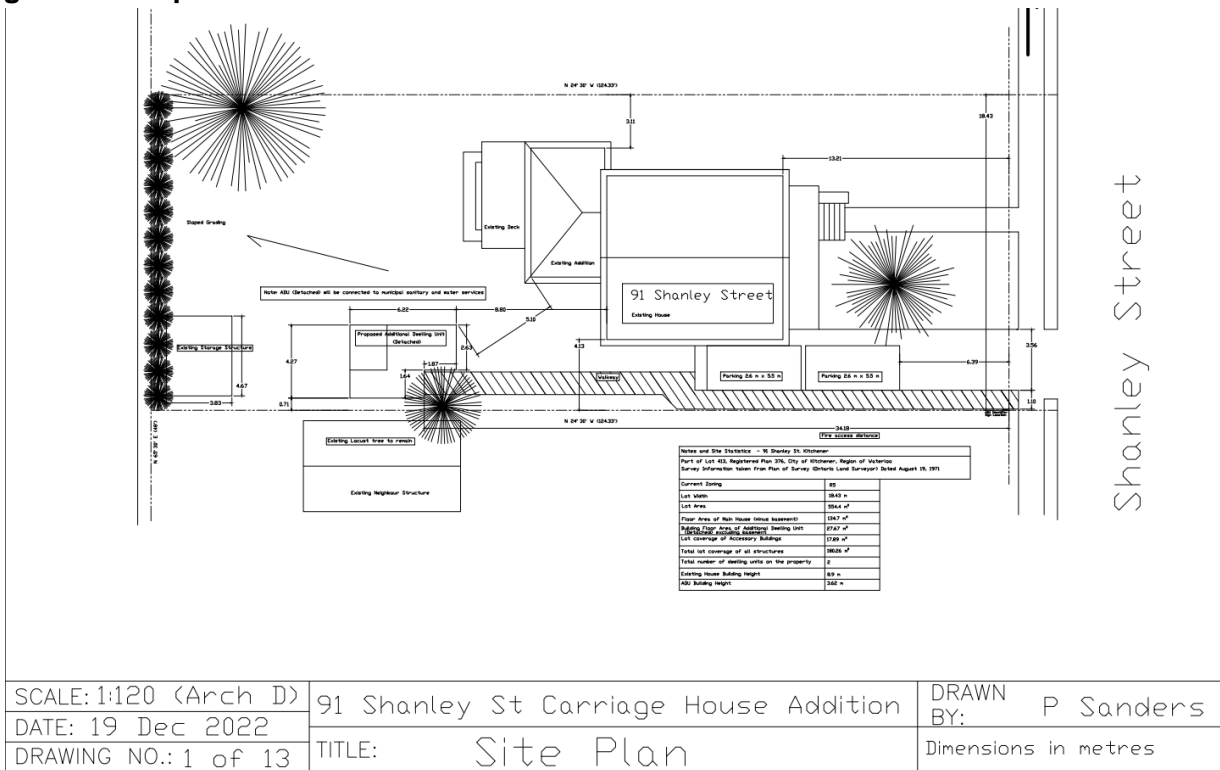 N 24° 30' W (124.33')
3.11
18.43
13.21
Sloped Grading
Existing Deck
Existing Addition
Note: ADU (Detached) will be connected to municipal sanitary and water services
91 Shanley Street
Existing House
6.22
8.80
5.10
Proposed Additional Dwelling Unit
(Detached)
2.63
4.27
1.87
1.64
4.13
Existing Storage Structure
4.67
3.83
0.71
Walkway
Parking 2.6 m x 5.5 m
Parking 2.6 m x 5.5 m
6.39
3.56
1.10
N 24° 30' W (124.33')
34.18
Fire access distance
Existing Locust tree to remain
Existing Neighbour Structure
Shanley Street
Notes and Site Statistics - 91 Shanley St. Kitchener
Part of Lot 413, Registered Plan 376, City of Kitchener, Region of Waterloo
Survey Information taken from Plan of Survey (Ontario Land Surveyor) Dated August 19, 1971
Current Zoning R5
Lot Width 18.43 m
Lot Area 554.4 m²
Floor Area of Main House (minus basement) 134.7 m²
Building Floor Area of Additional Dwelling Unit
(Detached) excluding basement 27.67 m²
Lot coverage of Accessory Buildings 17.89 m²
Total lot coverage of all structures 180.26 m²
Total number of dwelling units on the property 2
Existing House Building Height 8.9 m
ADU Building Height 3.62 m
SCALE: 1:120 (Arch D)
DATE: 19 Dec 2022
DRAWING NO.: 1 of 13
91 Shanley St Carriage House Addition
TITLE: Site Plan
DRAWN
BY: P Sanders
Dimensions in metres